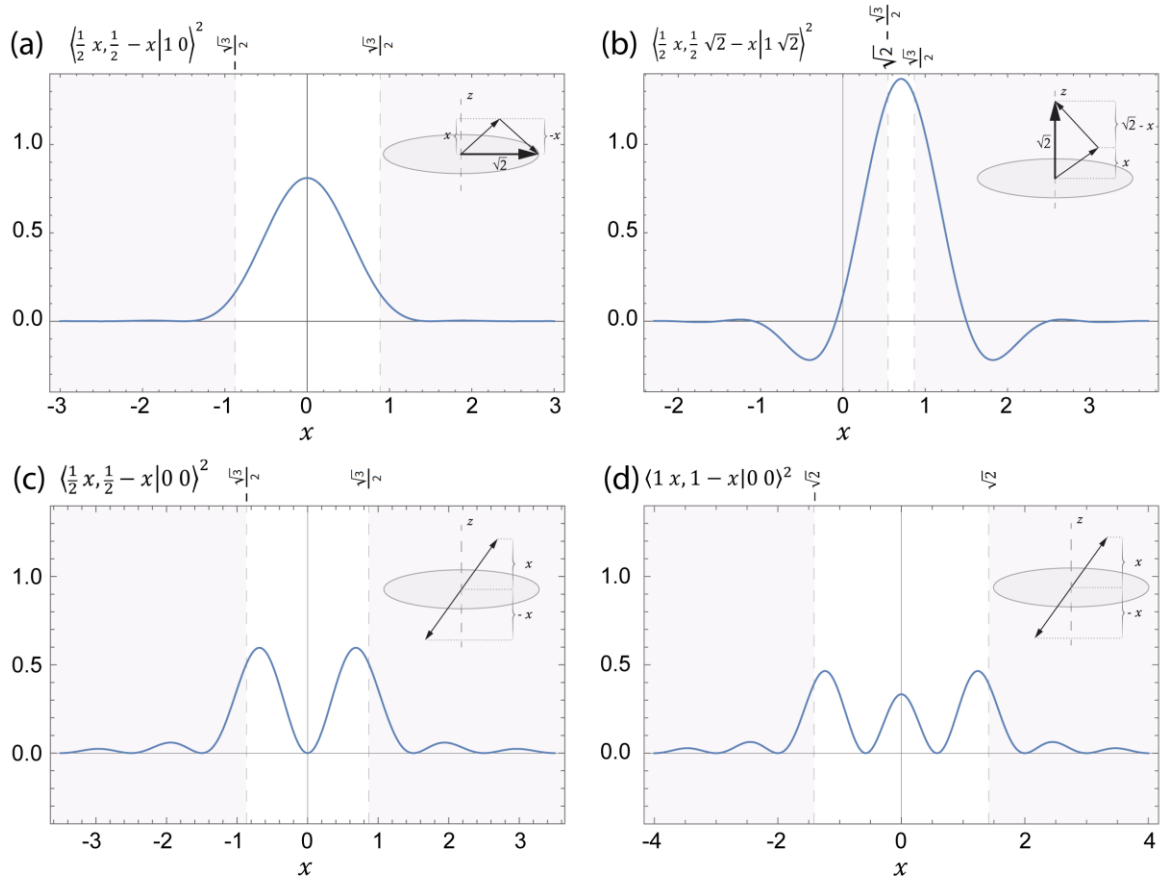 (a) ⟨½ x, ½ − x|1 0⟩²
−√3/2
√3/2
1.0
0.5
0.0
-3 -2 -1 0 1 2 3
x
z
x
-x
√2
(b) ⟨½ x, ½ √2 − x|1 √2⟩²
√2 − √3/2
√3/2
1.0
0.5
0.0
-2 -1 0 1 2 3
x
z
√2
√2 - x
x
(c) ⟨½ x, ½ − x|0 0⟩²
−√3/2
√3/2
1.0
0.5
0.0
-3 -2 -1 0 1 2 3
x
z
x
- x
(d) ⟨1 x, 1 − x|0 0⟩²
−√2
√2
1.0
0.5
0.0
-4 -2 0 2 4
x
z
x
- x